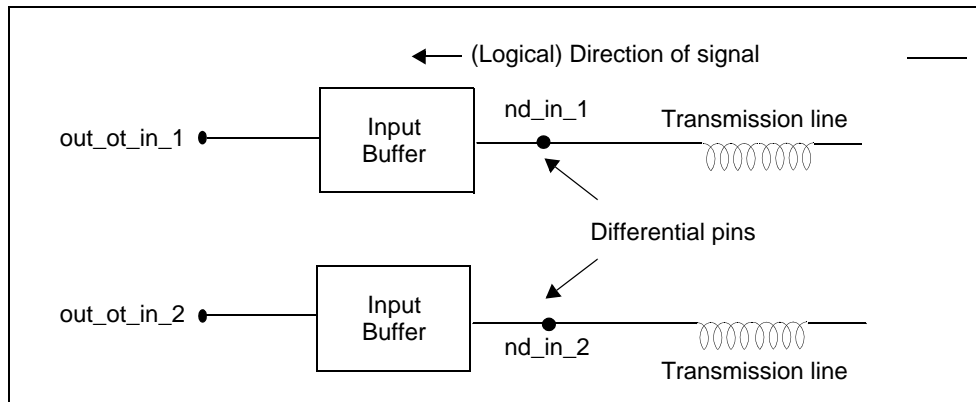 (Logical) Direction of signal
nd_in_1
Transmission line
out_ot_in_1
Input
Buffer
Differential pins
out_ot_in_2
Input
Buffer
nd_in_2
Transmission line